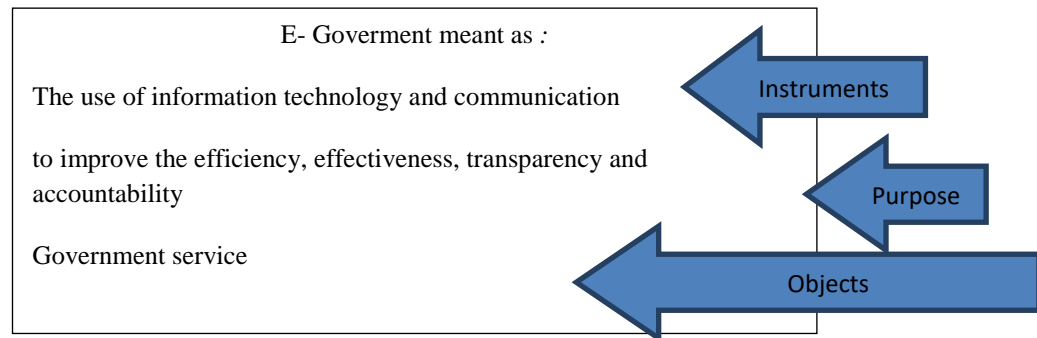 E- Goverment meant as :
The use of information technology and communication
Instruments
to improve the efficiency, effectiveness, transparency and
accountability
Purpose
Government service
Objects